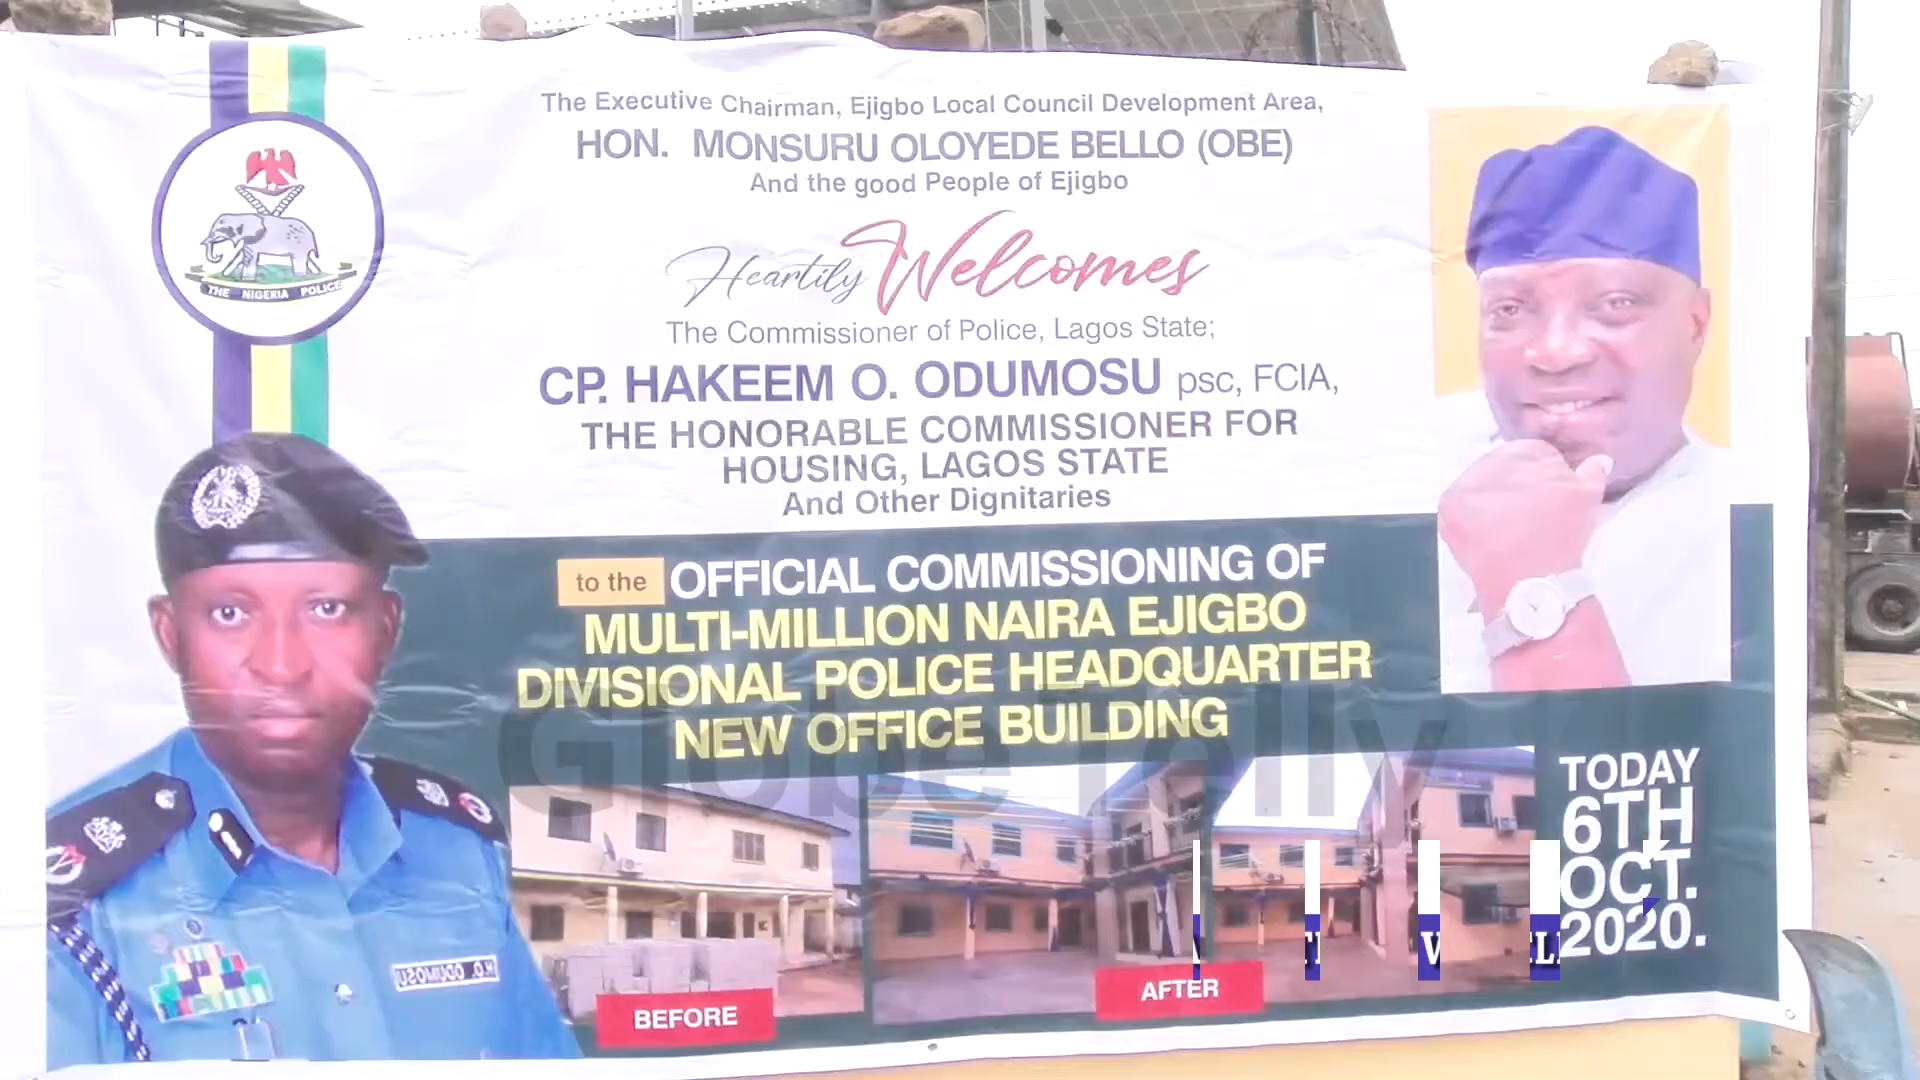 The Executive Chairman, Ejigbo Local Council Development Area,
HON. MONSURU OLOYEDE BELLO (OBE)
And the good People of Ejigbo
Heartily Welcomes
The Commissioner of Police, Lagos State;
CP. HAKEEM O. ODUMOSU psc, FCIA,
THE HONORABLE COMMISSIONER FOR
HOUSING, LAGOS STATE
And Other Dignitaries
to the OFFICIAL COMMISSIONING OF
MULTI-MILLION NAIRA EJIGBO
DIVISIONAL POLICE HEADQUARTER
NEW OFFICE BUILDING
THE NIGERIA POLICE
H.O. ODUMOSU
BEFORE
AFTER
TODAY
6TH
OCT.
2020.
Globe Telly